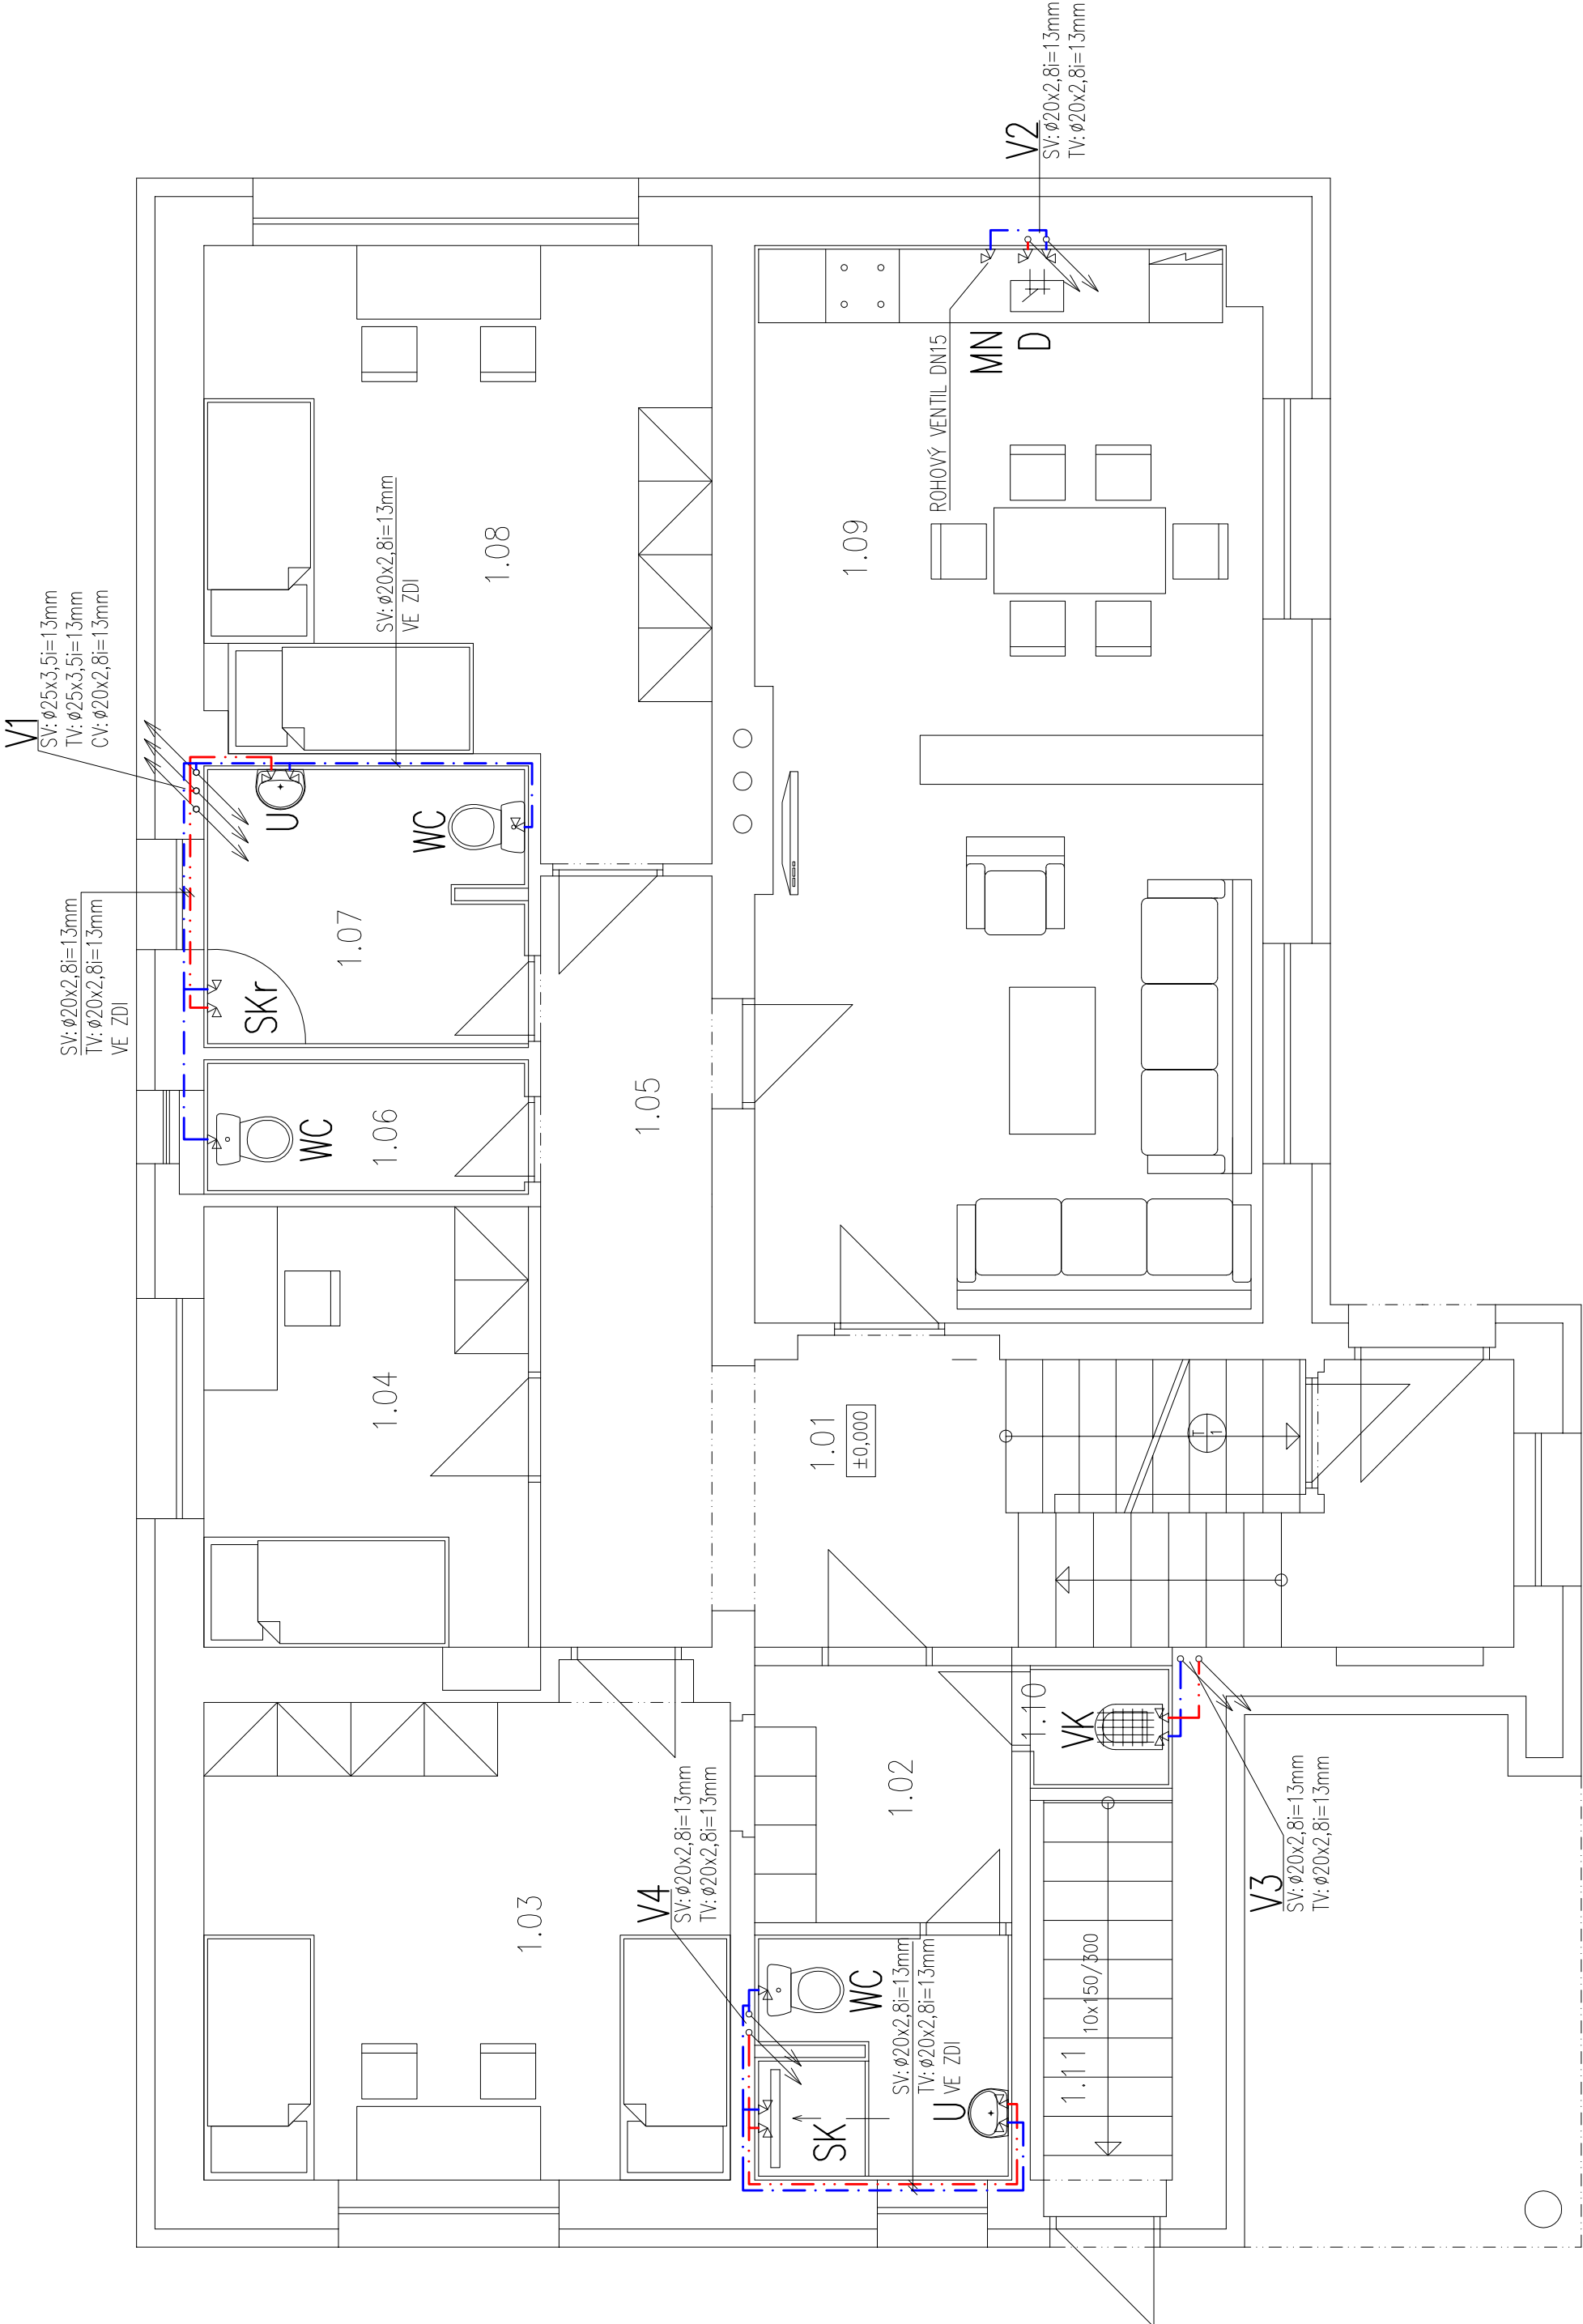 V1
SV:ø25x3,5i=13mm
TV:ø25x3,5i=13mm
CV:ø20x2,8i=13mm
SV:ø20x2,8i=13mm
TV:ø20x2,8i=13mm
VE ZDI
SV:ø20x2,8i=13mm
VE ZDI
1.08
U
WC
1.07
SKr
WC
1.06
1.05
1.04
1.03
V2
SV:ø20x2,8i=13mm
TV:ø20x2,8i=13mm
ROHOVÝ VENTIL DN15
MN
D
1.09
1.01
±0,000
T
1
1.10
VK
1.02
V4
SV:ø20x2,8i=13mm
TV:ø20x2,8i=13mm
WC
SV:ø20x2,8i=13mm
TV:ø20x2,8i=13mm
VE ZDI
U
SK
1.11
10x150/300
V3
SV:ø20x2,8i=13mm
TV:ø20x2,8i=13mm